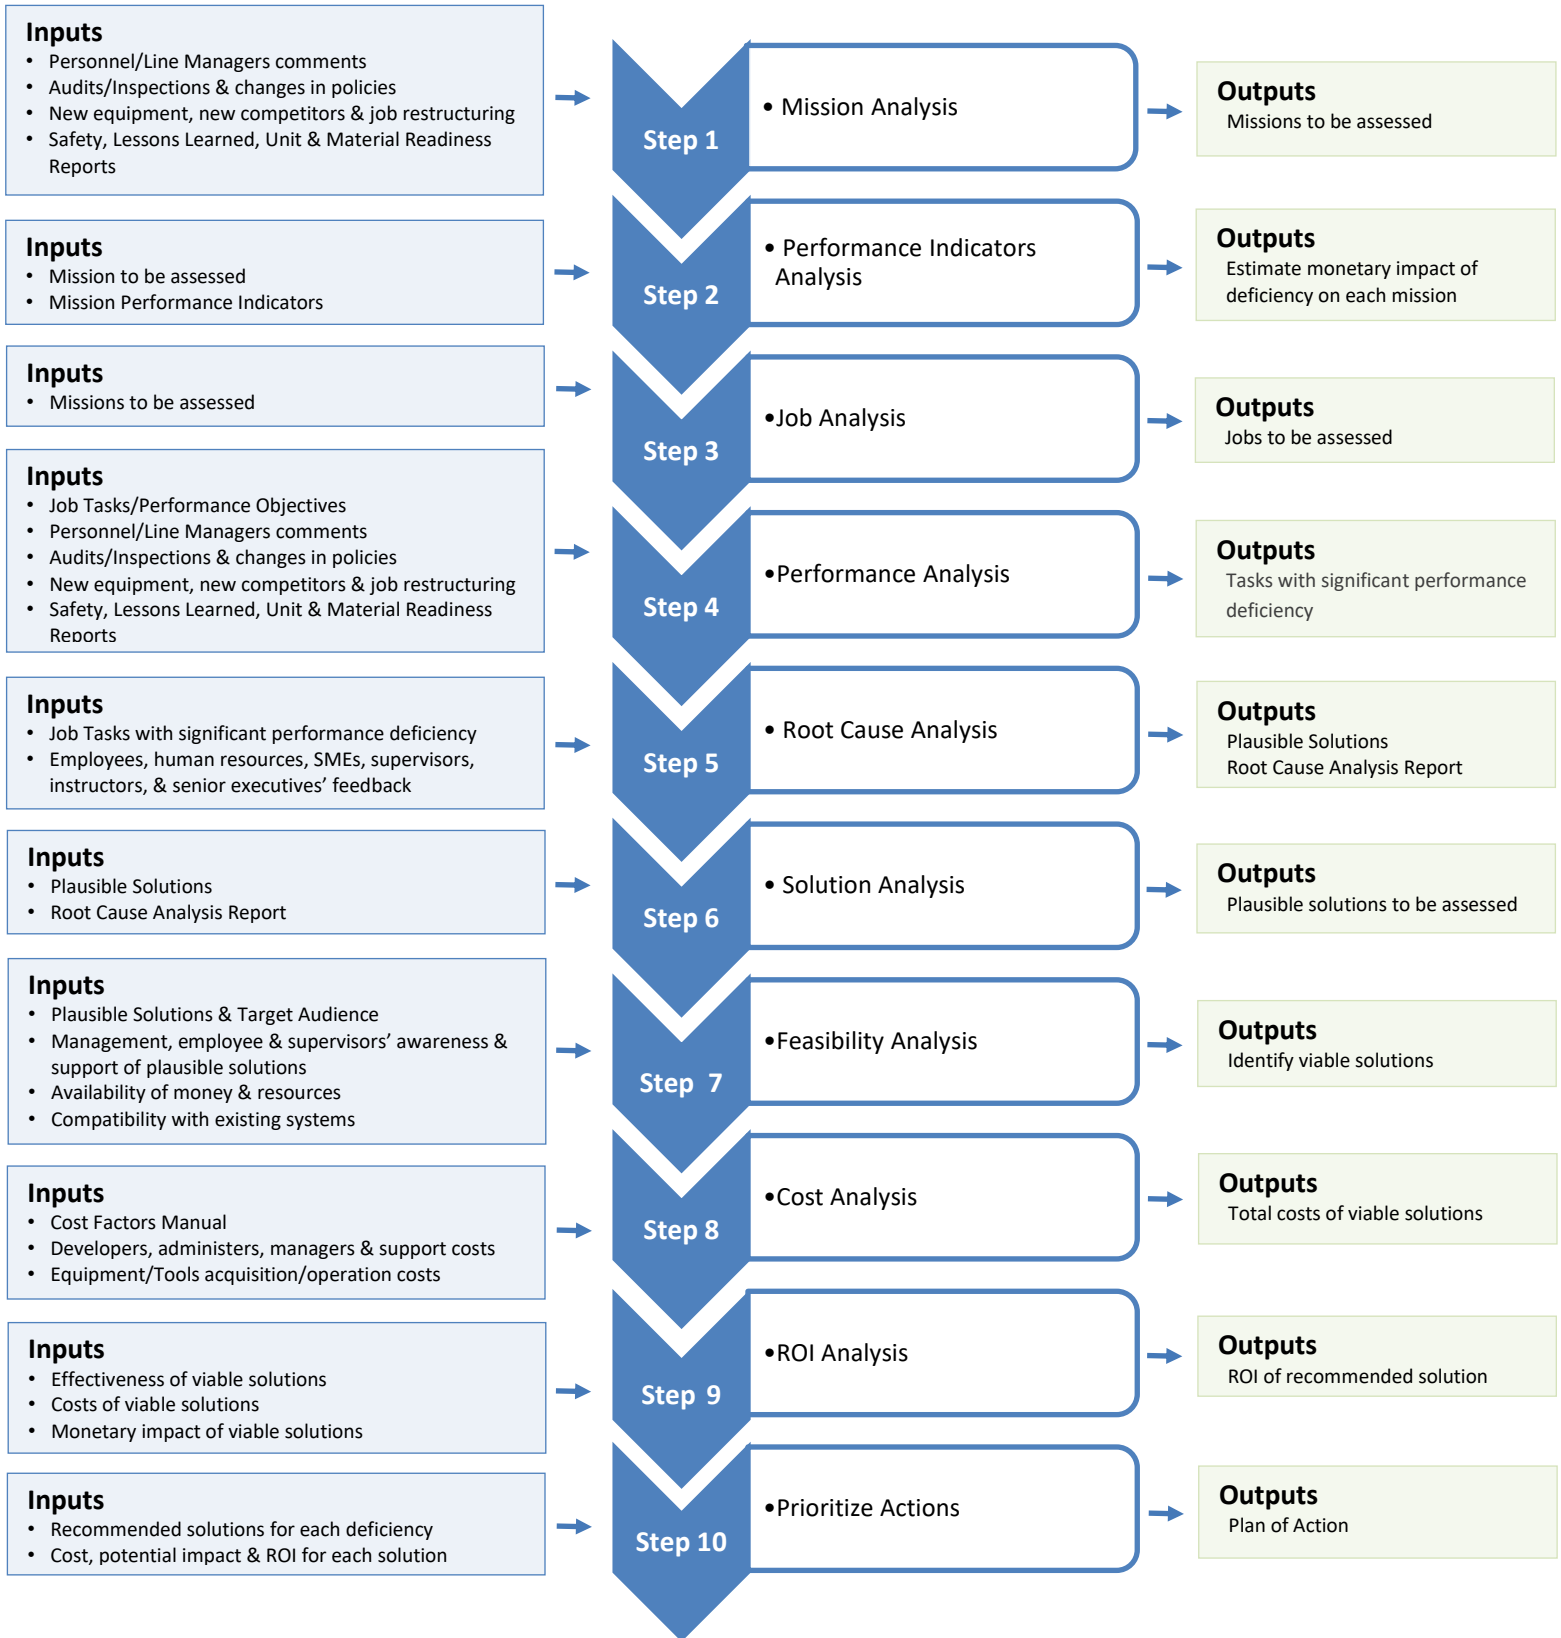 Inputs
• Personnel/Line Managers comments
• Audits/Inspections & changes in policies
• New equipment, new competitors & job restructuring
• Safety, Lessons Learned, Unit & Material Readiness
Reports
Step 1
• Mission Analysis
Outputs
Missions to be assessed
Inputs
• Mission to be assessed
• Mission Performance Indicators
Step 2
• Performance Indicators
Analysis
Outputs
Estimate monetary impact of
deficiency on each mission
Inputs
• Missions to be assessed
Step 3
•Job Analysis
Outputs
Jobs to be assessed
Inputs
• Job Tasks/Performance Objectives
• Personnel/Line Managers comments
• Audits/Inspections & changes in policies
• New equipment, new competitors & job restructuring
• Safety, Lessons Learned, Unit & Material Readiness
Reports
Step 4
•Performance Analysis
Outputs
Tasks with significant performance
deficiency
Inputs
• Job Tasks with significant performance deficiency
• Employees, human resources, SMEs, supervisors,
instructors, & senior executives’ feedback
Step 5
• Root Cause Analysis
Outputs
Plausible Solutions
Root Cause Analysis Report
Inputs
• Plausible Solutions
• Root Cause Analysis Report
Step 6
• Solution Analysis
Outputs
Plausible solutions to be assessed
Inputs
• Plausible Solutions & Target Audience
• Management, employee & supervisors’ awareness &
support of plausible solutions
• Availability of money & resources
• Compatibility with existing systems
Step 7
•Feasibility Analysis
Outputs
Identify viable solutions
Inputs
• Cost Factors Manual
• Developers, administers, managers & support costs
• Equipment/Tools acquisition/operation costs
Step 8
•Cost Analysis
Outputs
Total costs of viable solutions
Inputs
• Effectiveness of viable solutions
• Costs of viable solutions
• Monetary impact of viable solutions
Step 9
•ROI Analysis
Outputs
ROI of recommended solution
Inputs
• Recommended solutions for each deficiency
• Cost, potential impact & ROI for each solution
Step 10
•Prioritize Actions
Outputs
Plan of Action